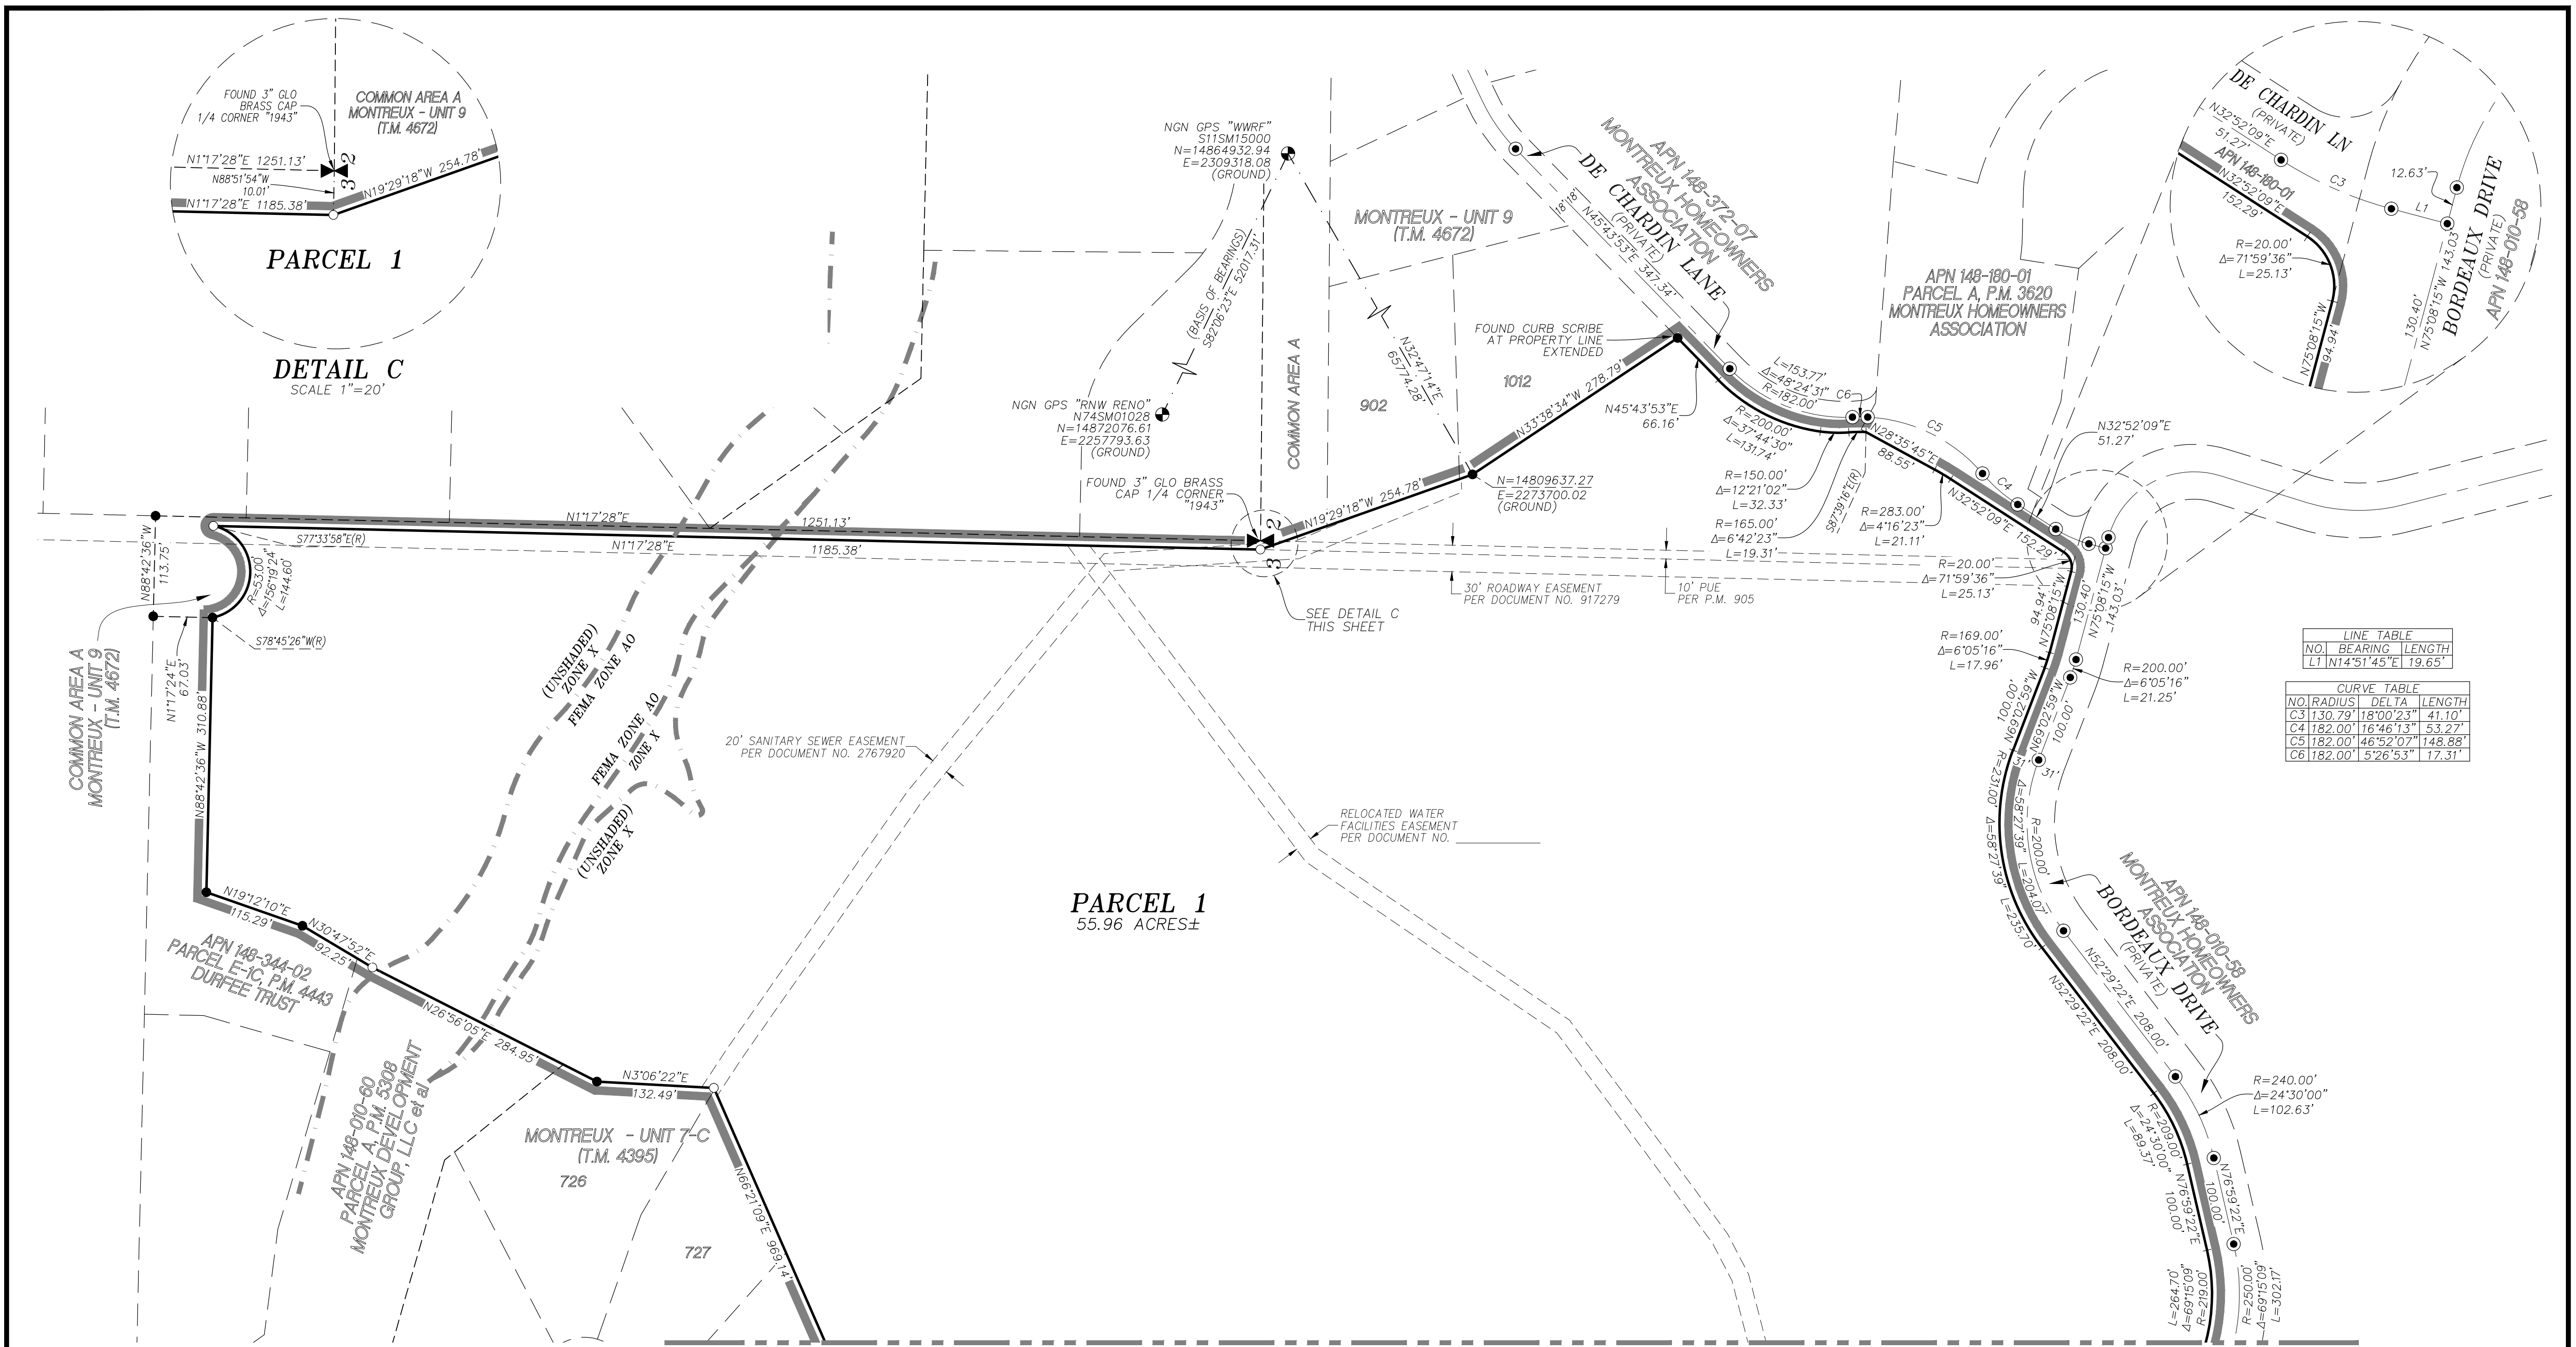 FOUND 3" GLO
BRASS CAP
1/4 CORNER "1943"
COMMON AREA A
MONTREUX - UNIT 9
(T.M. 4672)
N1°17'28"E 1251.13'
N88°51'54"W
10.01'
2
3
N19°29'18"W 254.78'
N1°17'28"E 1185.38'
PARCEL 1
DETAIL C
SCALE 1"=20'
NGN GPS "WWRF"
S11SM15000
N=14864932.94
E=2309318.08
(GROUND)
(BASIS OF BEARINGS)
S82°06'23"E 52017.31'
NGN GPS "RNW RENO"
N74SM01028
N=14872076.61
E=2257793.63
(GROUND)
N32°47'14"E
65774.28'
COMMON AREA A
MONTREUX - UNIT 9
(T.M. 4672)
902
1012
APN 148-372-07
MONTREUX HOMEOWNERS
ASSOCIATION
DE CHARDIN LANE
(PRIVATE)
18'
18'
N45°43'53"E 347.34'
FOUND CURB SCRIBE
AT PROPERTY LINE
EXTENDED
N33°38'34"W 278.79'
N45°43'53"E
66.16'
N=14809637.27
E=2273700.02
(GROUND)
FOUND 3" GLO BRASS
CAP 1/4 CORNER
"1943"
2
3
N19°29'18"W 254.78'
SEE DETAIL C
THIS SHEET
L=153.77'
Δ=48°24'31"
R=182.00'
R=200.00'
Δ=37°44'30"
L=131.74'
C6
C5
C4
N28°35'45"E
88.55'
R=150.00'
Δ=12°21'02"
L=32.33'
R=165.00'
Δ=6°42'23"
L=19.31'
S87°39'16"E(R)
R=283.00'
Δ=4°16'23"
L=21.11'
N32°52'09"E 152.29'
N32°52'09"E
51.27'
R=20.00'
Δ=71°59'36"
L=25.13'
APN 148-180-01
PARCEL A, P.M. 3620
MONTREUX HOMEOWNERS
ASSOCIATION
DE CHARDIN LN
(PRIVATE)
N32°52'09"E
51.27'
APN 148-180-01
N32°52'09"E
152.29'
C3
L1
12.63'
R=20.00'
Δ=71°59'36"
L=25.13'
N75°08'15"W
94.94'
130.40'
N75°08'15"W 143.03'
BORDEAUX DRIVE
(PRIVATE)
APN 148-010-58
30' ROADWAY EASEMENT
PER DOCUMENT NO. 917279
10' PUE
PER P.M. 905
N1°17'28"E
1251.13'
N1°17'28"E
1185.38'
S77°33'58"E(R)
N88°42'36"W
113.75'
R=53.00'
Δ=156°19'24"
L=144.60'
S78°45'26"W(R)
N1°17'24"E
67.03'
COMMON AREA A
MONTREUX - UNIT 9
(T.M. 4672)
N88°42'36"W 310.88'
N19°12'10"E
115.29'
N30°47'52"E
92.25'
APN 148-344-02
PARCEL E-1C, P.M. 4443
DURFEE TRUST
N26°56'05"E 284.95'
N3°06'22"E
132.49'
APN 148-010-60
PARCEL A, P.M. 5308
MONTREUX DEVELOPMENT
GROUP, LLC et al
MONTREUX - UNIT 7-C
(T.M. 4395)
726
727
N66°21'09"E 969.14'
(UNSHADED)
ZONE X
FEMA ZONE AO
FEMA ZONE AO
ZONE X
(UNSHADED)
ZONE X
20' SANITARY SEWER EASEMENT
PER DOCUMENT NO. 2767920
RELOCATED WATER
FACILITIES EASEMENT
PER DOCUMENT NO.
PARCEL 1
55.96 ACRES±
94.94'
N75°08'15"W
130.40'
N75°08'15"W
143.03'
R=169.00'
Δ=6°05'16"
L=17.96'
R=200.00'
Δ=6°05'16"
L=21.25'
100.00'
N69°02'59"W
N69°02'59"W
100.00'
31'
31'
R=231.00' Δ=58°27'39" L=235.70'
R=200.00'
Δ=58°27'39" L=204.07'
APN 148-010-58
MONTREUX HOMEOWNERS
ASSOCIATION
BORDEAUX DRIVE
(PRIVATE)
N52°29'22"E 208.00'
N52°29'22"E 208.00'
R=240.00'
Δ=24°30'00"
L=102.63'
R=209.00'
Δ=24°30'00"
L=89.37'
N76°59'22"E
100.00'
N76°59'22"E
100.00'
L=264.70'
Δ=69°15'09"
R=219.00'
R=250.00'
Δ=69°15'09"
L=302.17'
LINE TABLE
NO. BEARING LENGTH
L1 N14°51'45"E 19.65'
CURVE TABLE
NO. RADIUS DELTA LENGTH
C3 130.79' 18°00'23" 41.10'
C4 182.00' 16°46'13" 53.27'
C5 182.00' 46°52'07" 148.88'
C6 182.00' 5°26'53" 17.31'